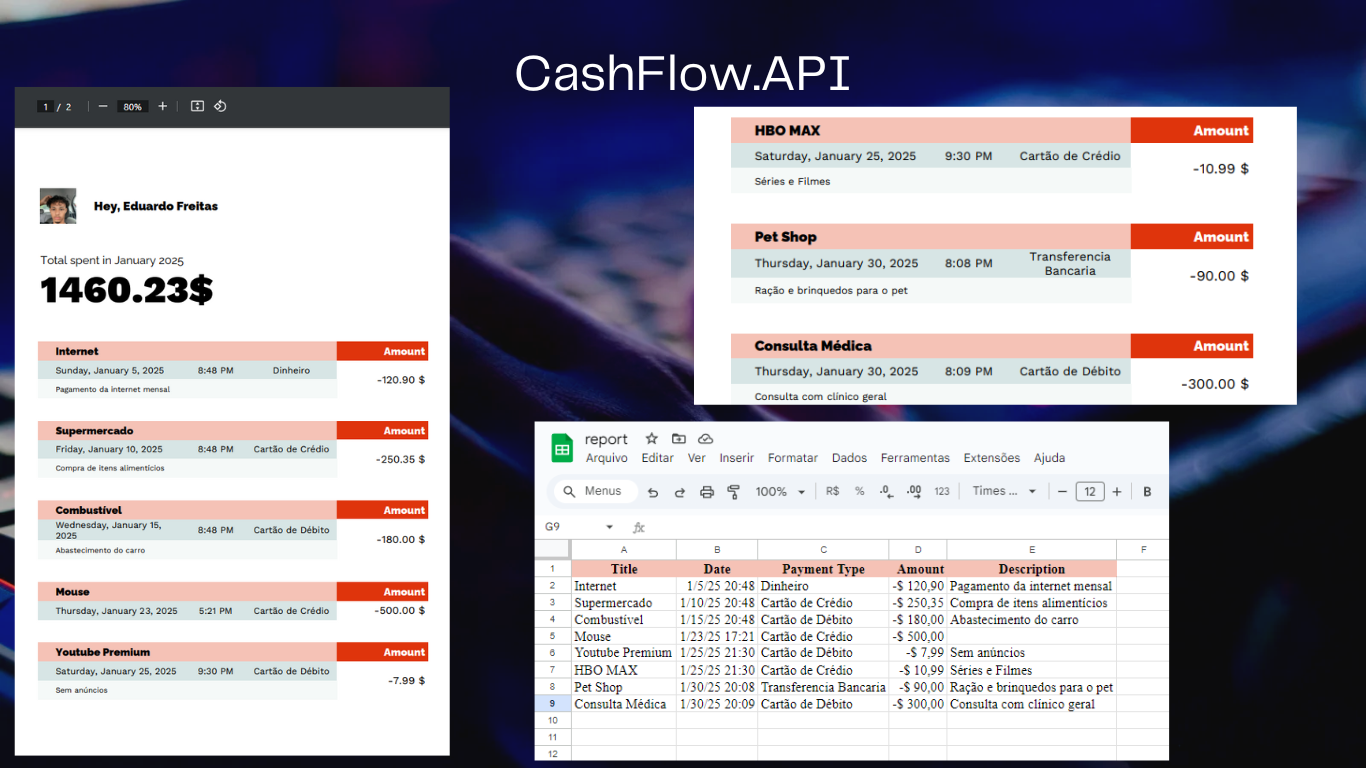 CashFlow.API
1 / 2 80%
Hey, Eduardo Freitas
Total spent in January 2025
1460.23$
Internet Amount
Sunday, January 5, 2025 8:48 PM Dinheiro -120.90 $
Pagamento da internet mensal
Supermercado Amount
Friday, January 10, 2025 8:48 PM Cartão de Crédio -250.35 $
Compra de itens alimentícios
Combustível Amount
Wednesday, January 15,
2025 8:48 PM Cartão de Débito -180.00 $
Abastecimento do carro
Mouse Amount
Thursday, January 23, 2025 5:21 PM Cartão de Crédio -500.00 $
Youtube Premium Amount
Saturday, January 25, 2025 9:30 PM Cartão de Débito -7.99 $
Sem anúncios
HBO MAX Amount
Saturday, January 25, 2025 9:30 PM Cartão de Crédio -10.99 $
Séries e Filmes
Pet Shop Amount
Thursday, January 30, 2025 8:08 PM Transferencia
Bancaria -90.00 $
Ração e brinquedos para o pet
Consulta Médica Amount
Thursday, January 30, 2025 8:09 PM Cartão de Débito -300.00 $
Consulta com clínico geral
report
Arquivo Editar Ver Inserir Formatar Dados Ferramentas Extensões Ajuda
Menus 100% R$ % .0 .00 123 Times ... 12 B
G9 fx
A B C D E F
1 Title Date Payment Type Amount Description
2 Internet 1/5/25 20:48 Dinheiro -$ 120,90 Pagamento da internet mensal
3 Supermercado 1/10/25 20:48 Cartão de Crédio -$ 250,35 Compra de itens alimentícios
4 Combustível 1/15/25 20:48 Cartão de Débito -$ 180,00 Abastecimento do carro
5 Mouse 1/23/25 17:21 Cartão de Crédio -$ 500,00
6 Youtube Premium 1/25/25 21:30 Cartão de Débito -$ 7,99 Sem anúncios
7 HBO MAX 1/25/25 21:30 Cartão de Crédio -$ 10,99 Séries e Filmes
8 Pet Shop 1/30/25 20:08 Transferencia Bancaria -$ 90,00 Ração e brinquedos para o pet
9 Consulta Médica 1/30/25 20:09 Cartão de Débito -$ 300,00 Consulta com clínico geral
10
11
12